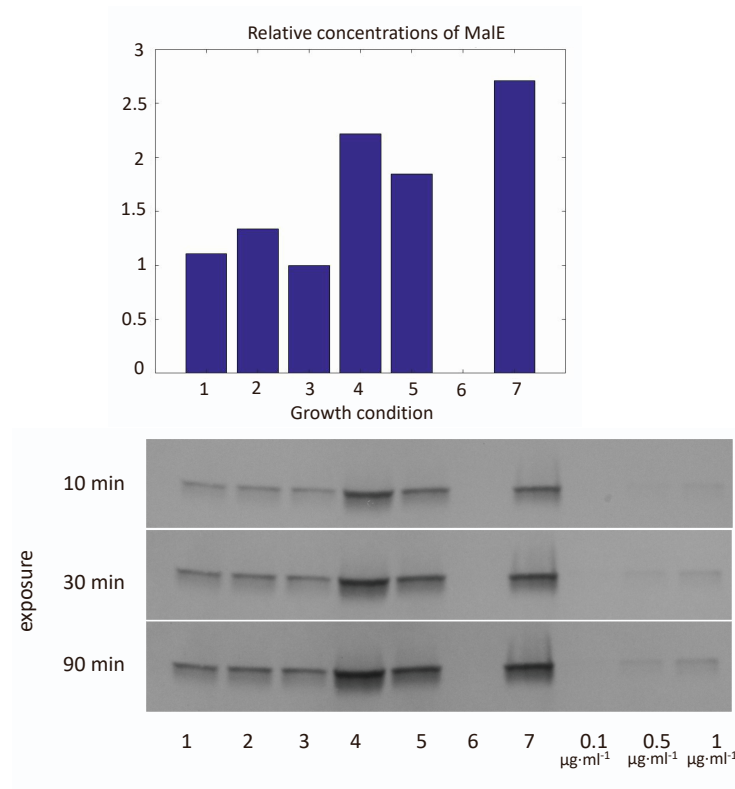 Relative concentrations of MalE
3
2.5
2
1.5
1
0.5
0
1 2 3 4 5 6 7
Growth condition
exposure
10 min
30 min
90 min
1 2 3 4 5 6 7 0.1 0.5 1
µg·ml⁻¹ µg·ml⁻¹ µg·ml⁻¹